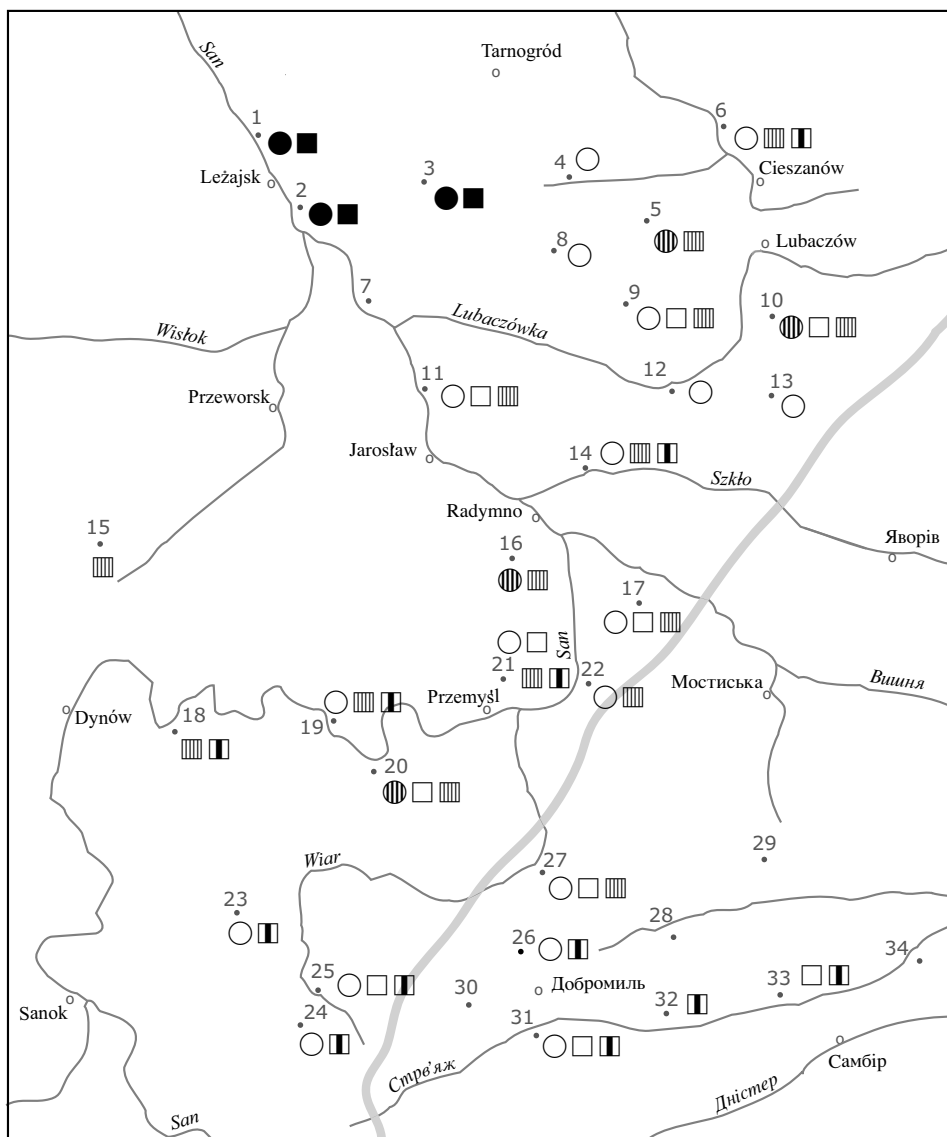 San
Tarnogród
1
6
Leżajsk
3
4
Cieszanów
2
5
8
Lubaczów
7
9
10
Wisłok
Lubaczówka
11
12
13
Przeworsk
Jarosław
14
Szkło
Radymno
15
16
Яворів
17
San
21
22
Мостиська
Вишня
Dynów
18
19
Przemyśl
20
Wiar
27
29
23
26
28
34
25
33
Sanok
30
Добромиль
32
24
31
Самбір
Стрв’яж
Дністер
San